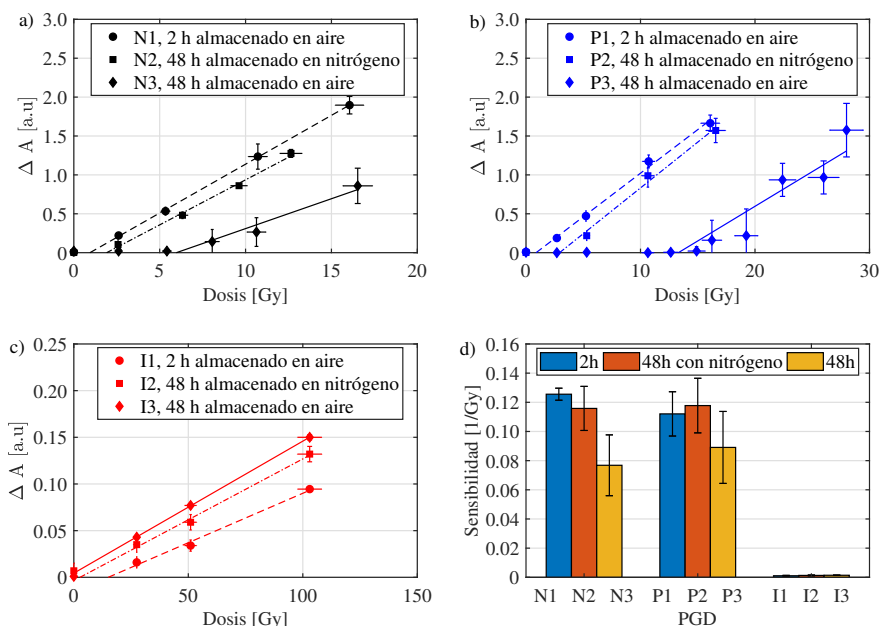 a)
N1, 2 h almacenado en aire
N2, 48 h almacenado en nitrógeno
N3, 48 h almacenado en aire
Δ A [a.u]
3.0
2.5
2.0
1.5
1.0
0.5
0
0 5 10 15 20
Dosis [Gy]
b)
P1, 2 h almacenado en aire
P2, 48 h almacenado en nitrógeno
P3, 48 h almacenado en aire
Δ A [a.u]
3.0
2.5
2.0
1.5
1.0
0.5
0
0 10 20 30
Dosis [Gy]
c)
I1, 2 h almacenado en aire
I2, 48 h almacenado en nitrógeno
I3, 48 h almacenado en aire
Δ A [a.u]
0.25
0.20
0.15
0.10
0.05
0
0 50 100 150
Dosis [Gy]
d)
2h 48h con nitrógeno 48h
Sensibilidad [1/Gy]
0.16
0.14
0.12
0.10
0.08
0.06
0.04
0.02
0
N1 N2 N3 P1 P2 P3 I1 I2 I3
PGD